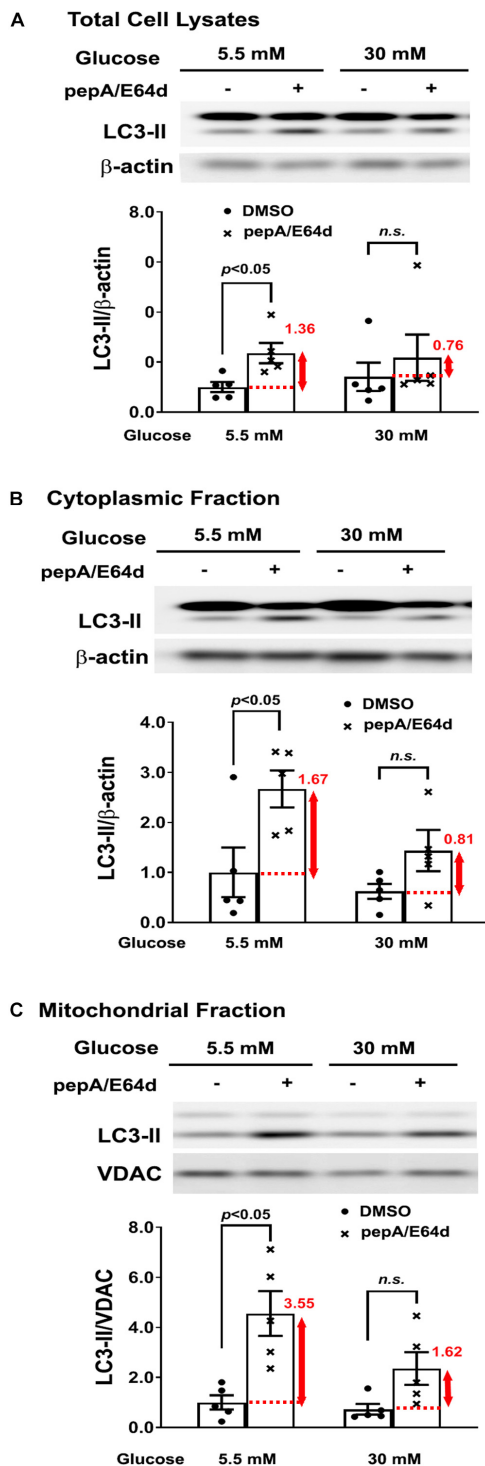 A Total Cell Lysates
Glucose 5.5 mM 30 mM
pepA/E64d - + - +
LC3-II
β-actin
8.0
0
0
0
0.0
LC3-II/β-actin
DMSO
pepA/E64d
p<0.05
n.s.
1.36
0.76
Glucose 5.5 mM 30 mM
B Cytoplasmic Fraction
Glucose 5.5 mM 30 mM
pepA/E64d - + - +
LC3-II
β-actin
4.0
3.0
2.0
1.0
0.0
LC3-II/β-actin
DMSO
pepA/E64d
p<0.05
n.s.
1.67
0.81
Glucose 5.5 mM 30 mM
C Mitochondrial Fraction
Glucose 5.5 mM 30 mM
pepA/E64d - + - +
LC3-II
VDAC
8.0
6.0
4.0
2.0
0.0
LC3-II/VDAC
DMSO
pepA/E64d
p<0.05
n.s.
3.55
1.62
Glucose 5.5 mM 30 mM